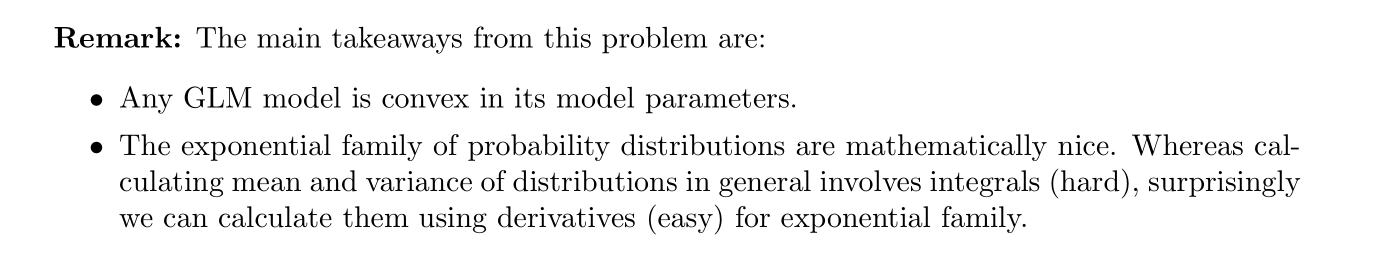 Remark: The main takeaways from this problem are:
• Any GLM model is convex in its model parameters.
• The exponential family of probability distributions are mathematically nice. Whereas cal-
culating mean and variance of distributions in general involves integrals (hard), surprisingly
we can calculate them using derivatives (easy) for exponential family.